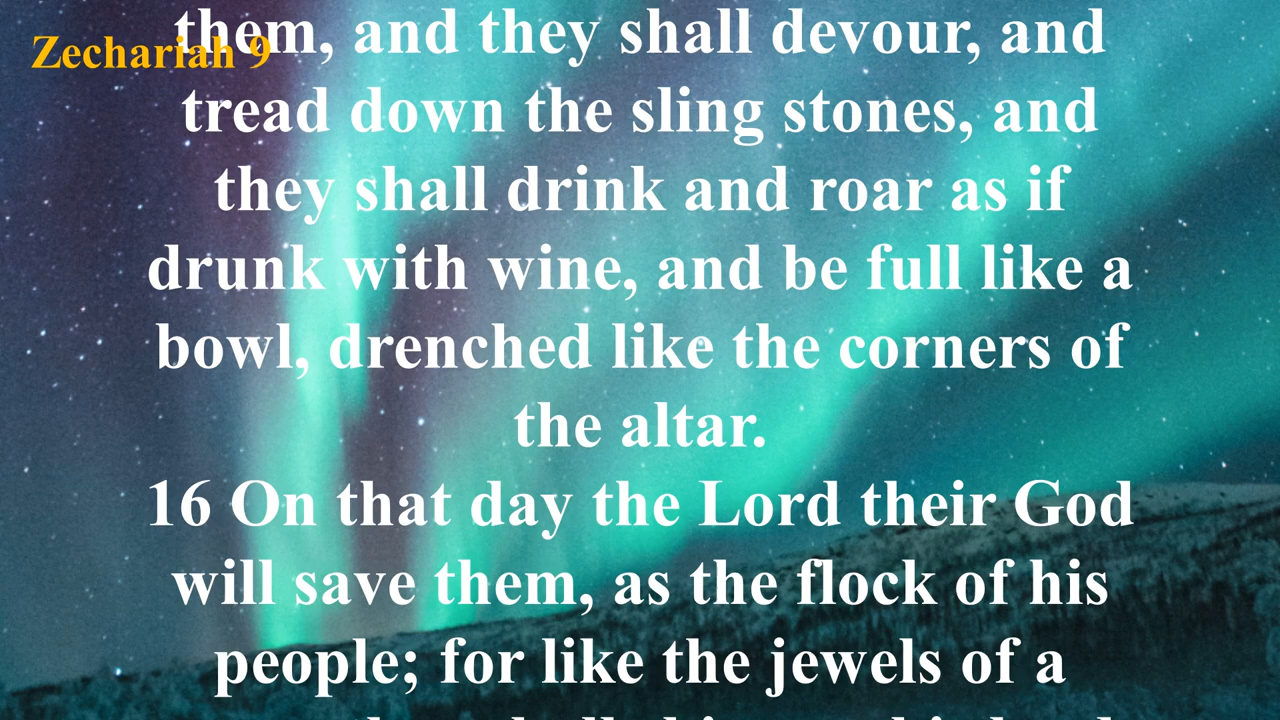 Zechariah 9
them, and they shall devour, and
tread down the sling stones, and
they shall drink and roar as if
drunk with wine, and be full like a
bowl, drenched like the corners of
the altar.
16 On that day the Lord their God
will save them, as the flock of his
people; for like the jewels of a